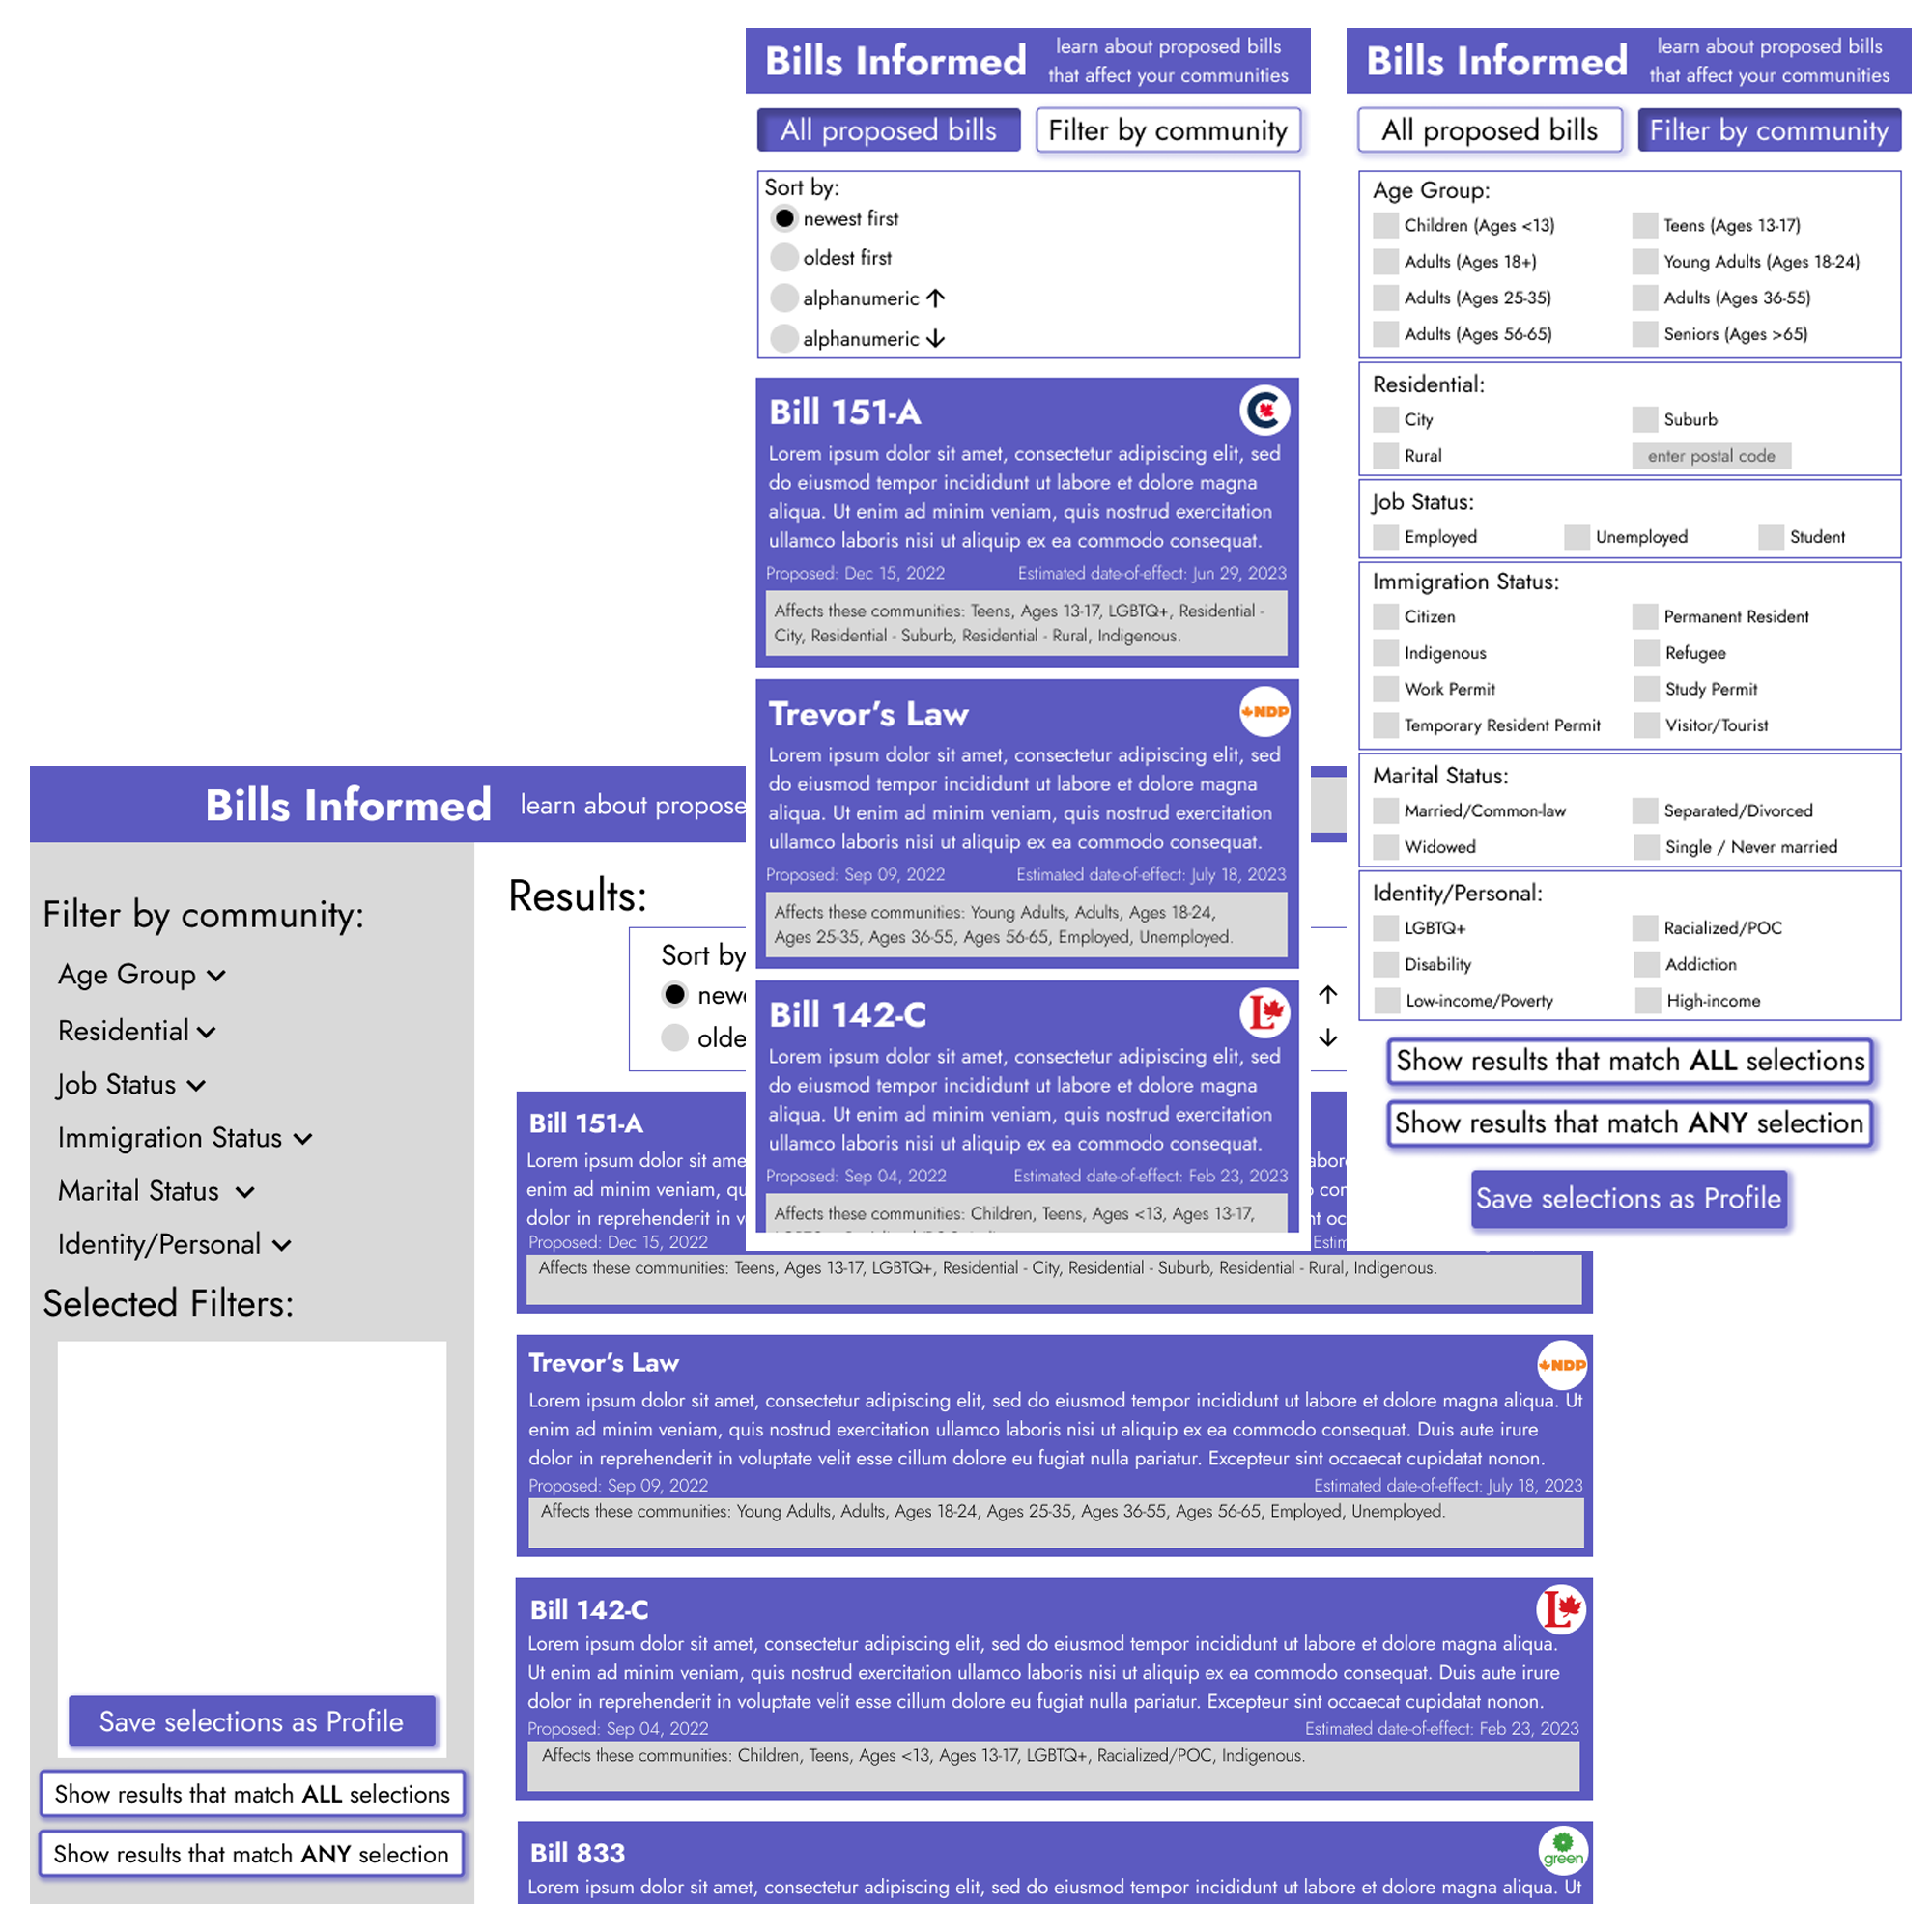 Bills Informed
learn about proposed bills
that affect your communities
All proposed bills
Filter by community
Sort by:
newest first
oldest first
alphanumeric ↑
alphanumeric ↓
Bill 151-A
Lorem ipsum dolor sit amet, consectetur adipiscing elit, sed
do eiusmod tempor incididunt ut labore et dolore magna
aliqua. Ut enim ad minim veniam, quis nostrud exercitation
ullamco laboris nisi ut aliquip ex ea commodo consequat.
Proposed: Dec 15, 2022 Estimated date-of-effect: Jun 29, 2023
Affects these communities: Teens, Ages 13-17, LGBTQ+, Residential -
City, Residential - Suburb, Residential - Rural, Indigenous.
Trevor's Law
NDP
Lorem ipsum dolor sit amet, consectetur adipiscing elit, sed
do eiusmod tempor incididunt ut labore et dolore magna
aliqua. Ut enim ad minim veniam, quis nostrud exercitation
ullamco laboris nisi ut aliquip ex ea commodo consequat.
Proposed: Sep 09, 2022 Estimated date-of-effect: July 18, 2023
Affects these communities: Young Adults, Adults, Ages 18-24,
Ages 25-35, Ages 36-55, Ages 56-65, Employed, Unemployed.
Bill 142-C
L
Lorem ipsum dolor sit amet, consectetur adipiscing elit, sed
do eiusmod tempor incididunt ut labore et dolore magna
aliqua. Ut enim ad minim veniam, quis nostrud exercitation
ullamco laboris nisi ut aliquip ex ea commodo consequat.
Proposed: Sep 04, 2022 Estimated date-of-effect: Feb 23, 2023
Affects these communities: Children, Teens, Ages <13, Ages 13-17,
Bills Informed
learn about proposed bills
that affect your communities
All proposed bills
Filter by community
Age Group:
Children (Ages <13) Teens (Ages 13-17)
Adults (Ages 18+) Young Adults (Ages 18-24)
Adults (Ages 25-35) Adults (Ages 36-55)
Adults (Ages 56-65) Seniors (Ages >65)
Residential:
City Suburb
Rural enter postal code
Job Status:
Employed Unemployed Student
Immigration Status:
Citizen Permanent Resident
Indigenous Refugee
Work Permit Study Permit
Temporary Resident Permit Visitor/Tourist
Marital Status:
Married/Common-law Separated/Divorced
Widowed Single / Never married
Identity/Personal:
LGBTQ+ Racialized/POC
Disability Addiction
Low-income/Poverty High-income
Show results that match ALL selections
Show results that match ANY selection
Save selections as Profile
Bills Informed
learn about propose
Filter by community:
Age Group
Residential
Job Status
Immigration Status
Marital Status
Identity/Personal
Selected Filters:
Save selections as Profile
Show results that match ALL selections
Show results that match ANY selection
Results:
Sort by
newe ↑
olde ↓
Bill 151-A
Lorem ipsum dolor sit ame
enim ad minim veniam, qu
dolor in reprehenderit in v
Proposed: Dec 15, 2022 Estim
Affects these communities: Teens, Ages 13-17, LGBTQ+, Residential - City, Residential - Suburb, Residential - Rural, Indigenous.
Trevor's Law
NDP
Lorem ipsum dolor sit amet, consectetur adipiscing elit, sed do eiusmod tempor incididunt ut labore et dolore magna aliqua. Ut
enim ad minim veniam, quis nostrud exercitation ullamco laboris nisi ut aliquip ex ea commodo consequat. Duis aute irure
dolor in reprehenderit in voluptate velit esse cillum dolore eu fugiat nulla pariatur. Excepteur sint occaecat cupidatat nonon.
Proposed: Sep 09, 2022 Estimated date-of-effect: July 18, 2023
Affects these communities: Young Adults, Adults, Ages 18-24, Ages 25-35, Ages 36-55, Ages 56-65, Employed, Unemployed.
Bill 142-C
L
Lorem ipsum dolor sit amet, consectetur adipiscing elit, sed do eiusmod tempor incididunt ut labore et dolore magna aliqua.
Ut enim ad minim veniam, quis nostrud exercitation ullamco laboris nisi ut aliquip ex ea commodo consequat. Duis aute irure
dolor in reprehenderit in voluptate velit esse cillum dolore eu fugiat nulla pariatur. Excepteur sint occaecat cupidatat nonon.
Proposed: Sep 04, 2022 Estimated date-of-effect: Feb 23, 2023
Affects these communities: Children, Teens, Ages <13, Ages 13-17, LGBTQ+, Racialized/POC, Indigenous.
Bill 833
green
Lorem ipsum dolor sit amet, consectetur adipiscing elit, sed do eiusmod tempor incididunt ut labore et dolore magna aliqua. Ut